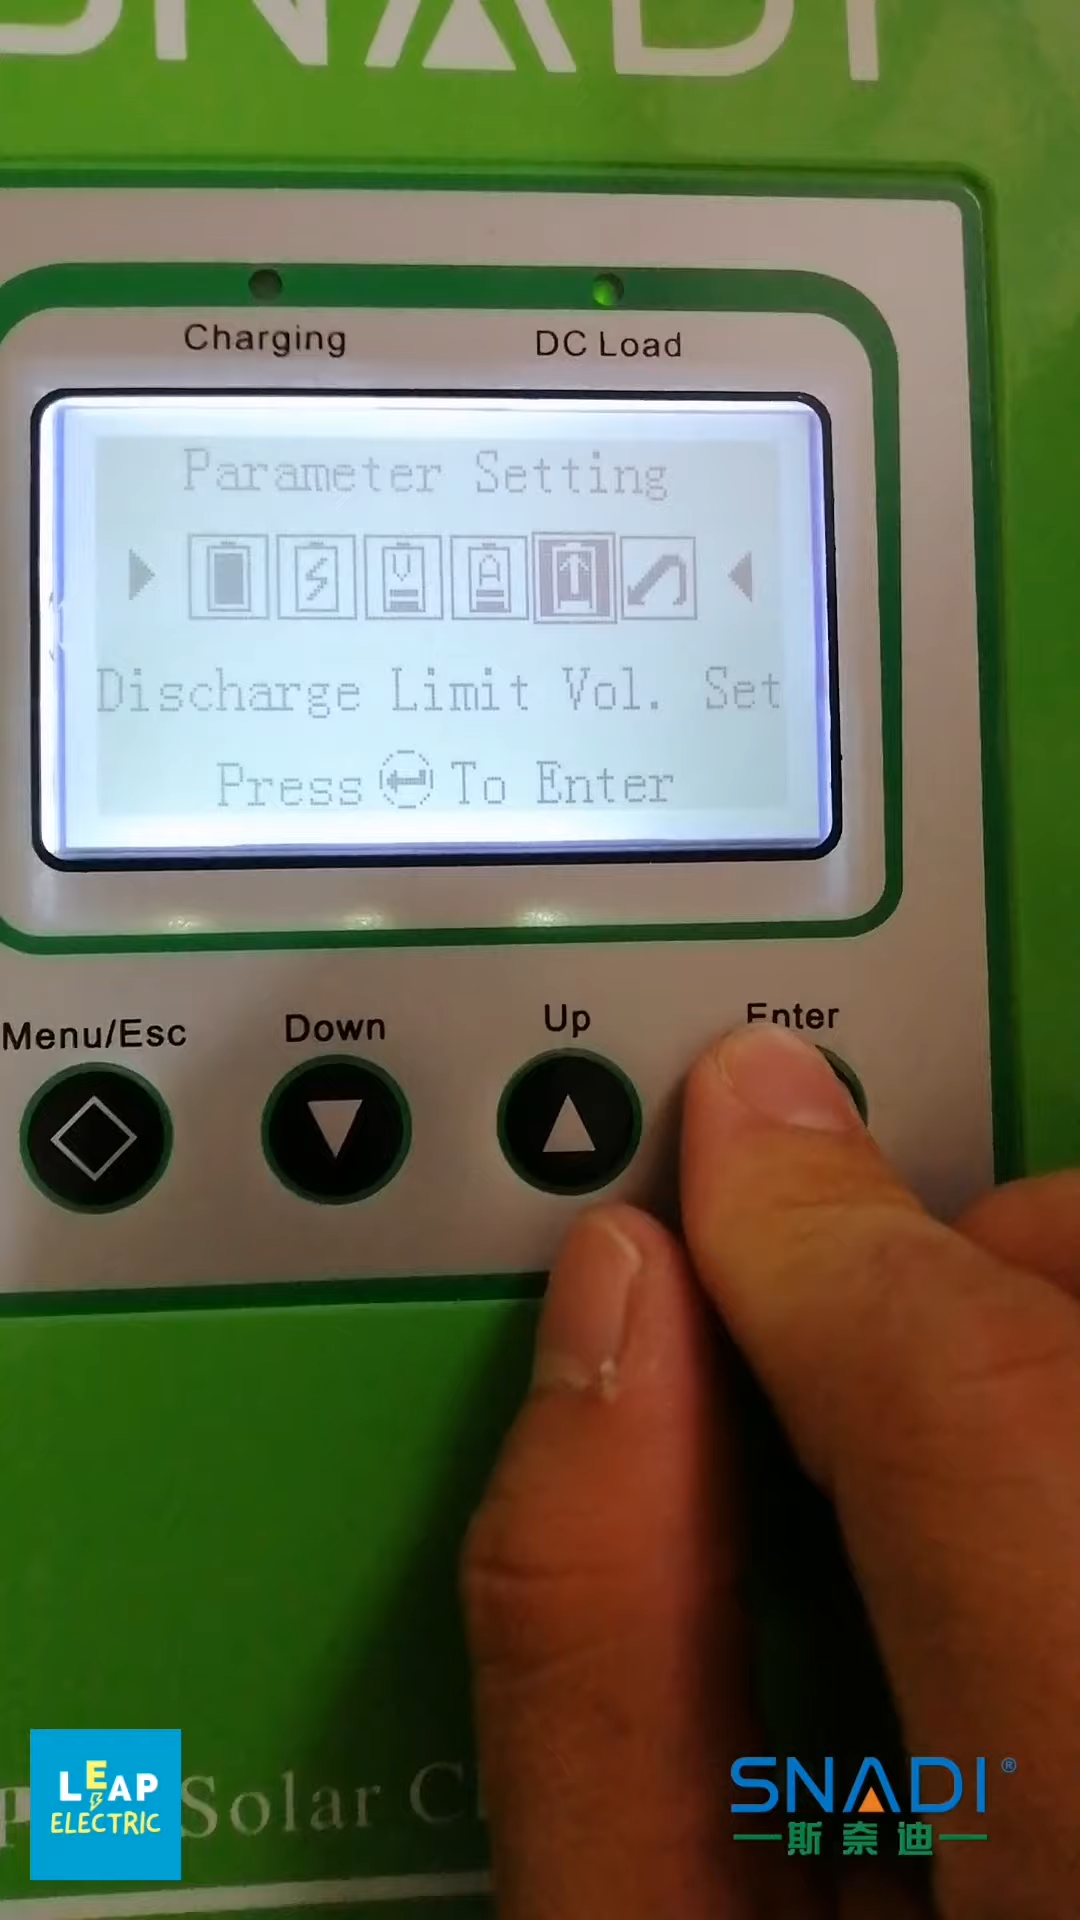 SNADI
Charging
DC Load
Parameter Setting
Discharge Limit Vol. Set
Press To Enter
Menu/Esc
Down
Up
Enter
Solar
LEAP
ELECTRIC
SNADI®
斯奈迪